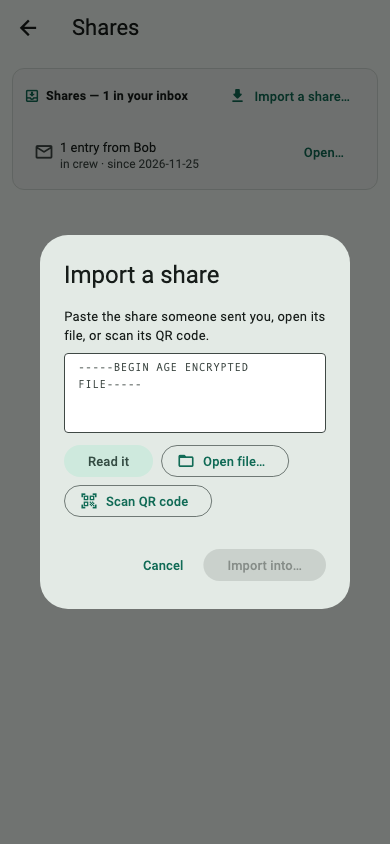 Shares
Shares — 1 in your inbox
Import a share…
1 entry from Bob
in crew · since 2026-11-25
Open…
Import a share
Paste the share someone sent you, open its
file, or scan its QR code.
-----BEGIN AGE ENCRYPTED
FILE-----
Read it
Open file…
Scan QR code
Cancel
Import into…